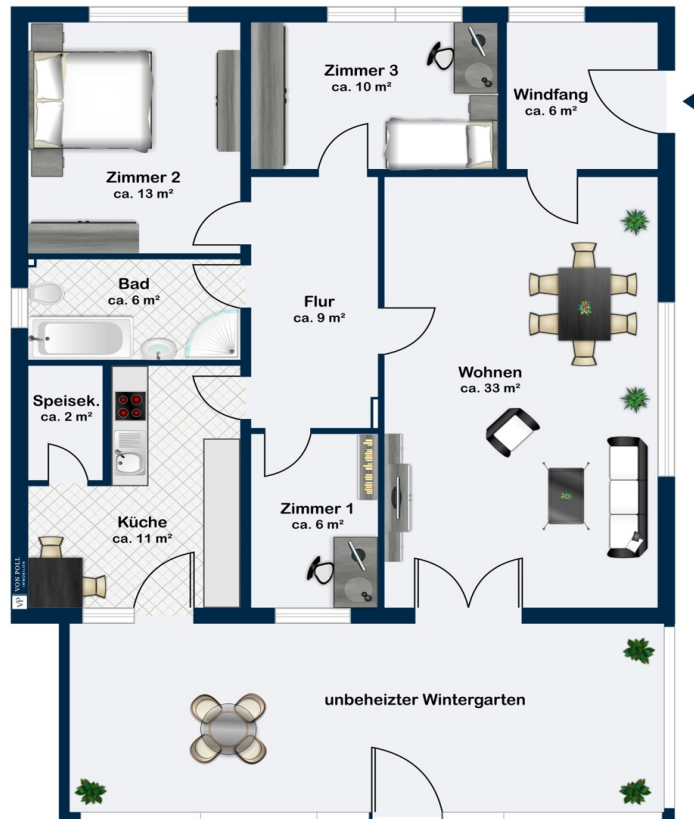 Zimmer 3
ca. 10 m²
Windfang
ca. 6 m²
Zimmer 2
ca. 13 m²
Bad
ca. 6 m²
Flur
ca. 9 m²
Wohnen
ca. 33 m²
Speisek.
ca. 2 m²
Zimmer 1
ca. 6 m²
Küche
ca. 11 m²
VP VON POLL
IMMOBILIEN
unbeheizter Wintergarten